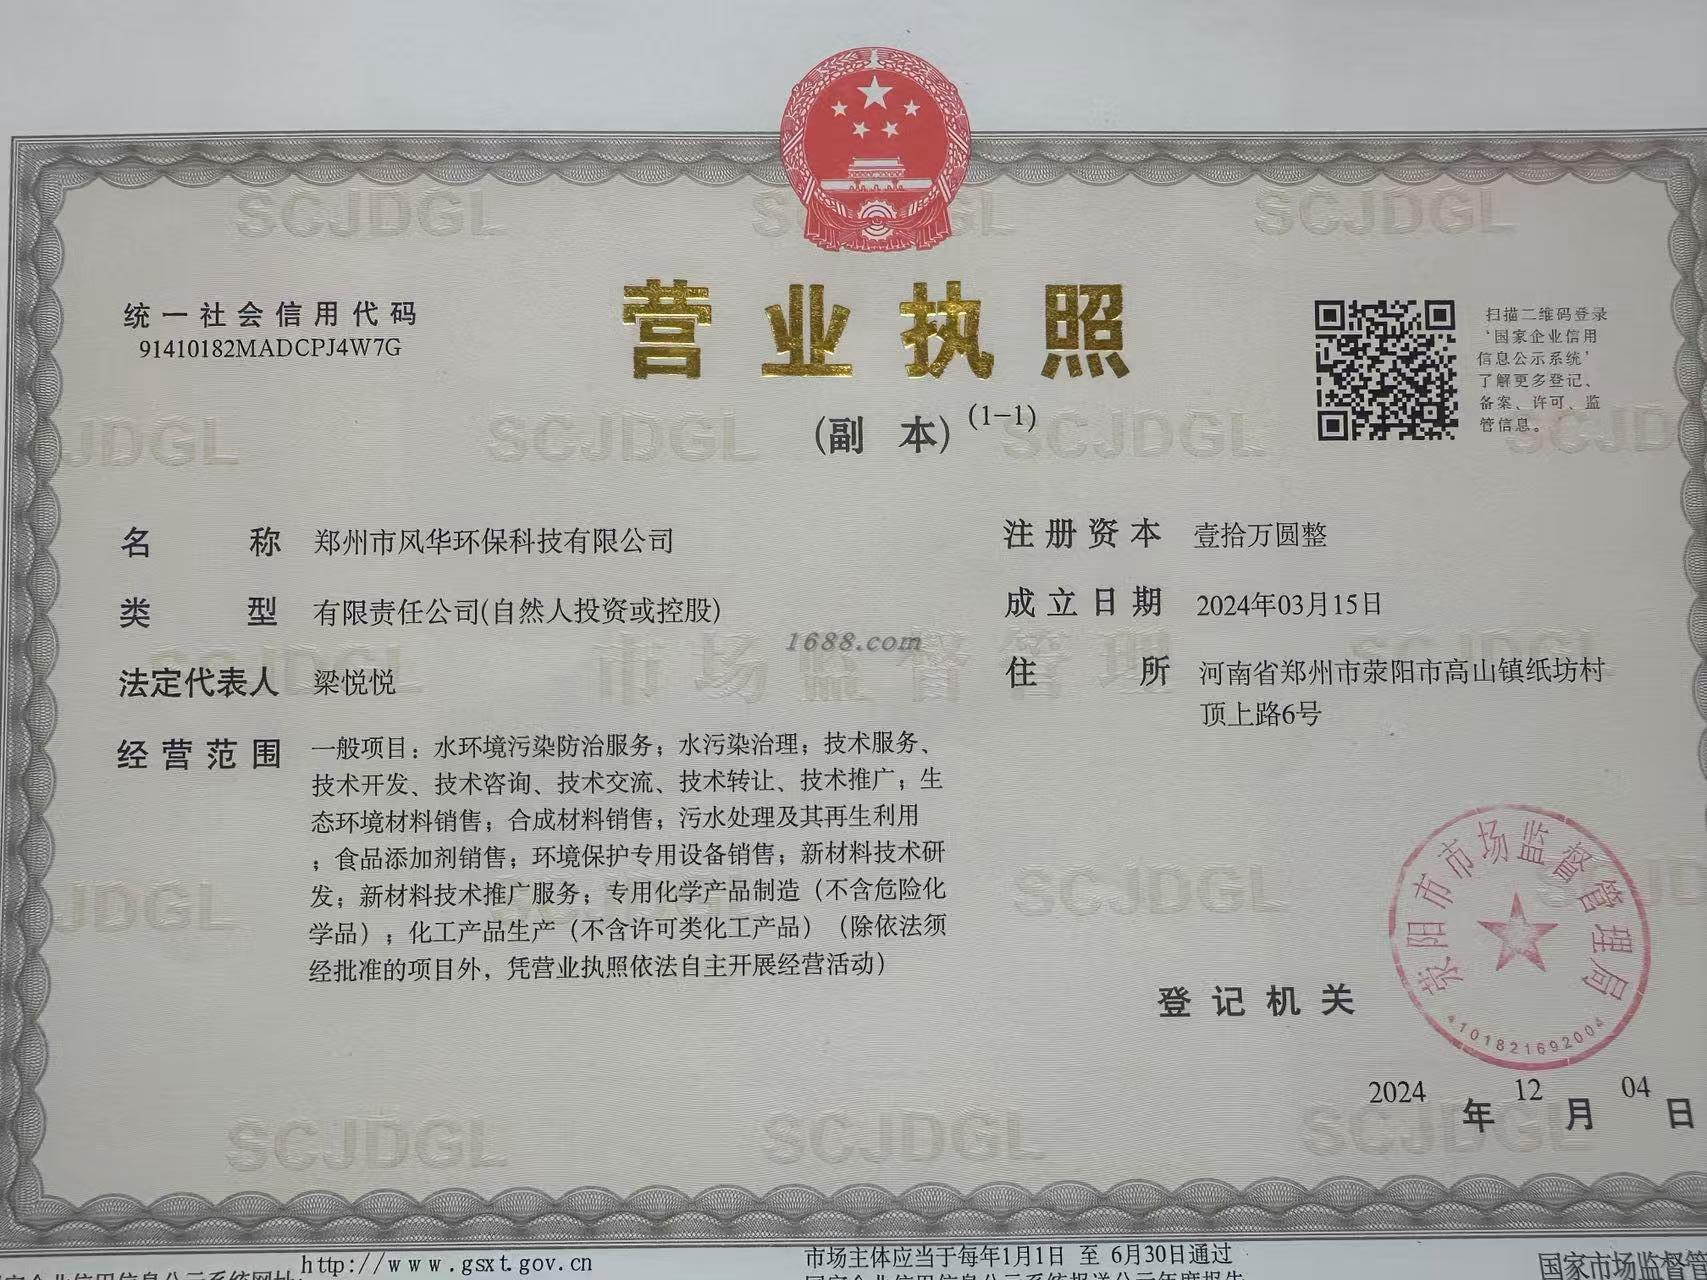 SCJDGL
SCJDGL
营业执照
(副 本) (1-1)
统一社会信用代码
91410182MADCPJ4W7G
扫描二维码登录
‘国家企业信用
信息公示系统’
了解更多登记、
备案、许可、监
管信息。
JDGL
SCJDGL
SCJDGL
SCJD
名 称 郑州市风华环保科技有限公司
类 型 有限责任公司(自然人投资或控股)
法定代表人 梁悦悦
经营范围 一般项目：水环境污染防治服务；水污染治理；技术服务、
技术开发、技术咨询、技术交流、技术转让、技术推广；生
态环境材料销售；合成材料销售；污水处理及其再生利用
；食品添加剂销售；环境保护专用设备销售；新材料技术研
发；新材料技术推广服务；专用化学产品制造（不含危险化
学品）；化工产品生产（不含许可类化工产品）（除依法须
经批准的项目外，凭营业执照依法自主开展经营活动）
注册资本 壹拾万圆整
成立日期 2024年03月15日
住 所 河南省郑州市荥阳市高山镇纸坊村
顶上路6号
1688.com
市场监督管理
SCJDGL
JDGL
SCJDGL
登记机关
荥阳市市场监督管理局
4101821692004
2024 年 12 月 04 日
SCJDGL
SCJDGL
SCJDGL
http://www.gsxt.gov.cn
市场主体应当于每年1月1日 至 6月30日通过
国家市场监督管